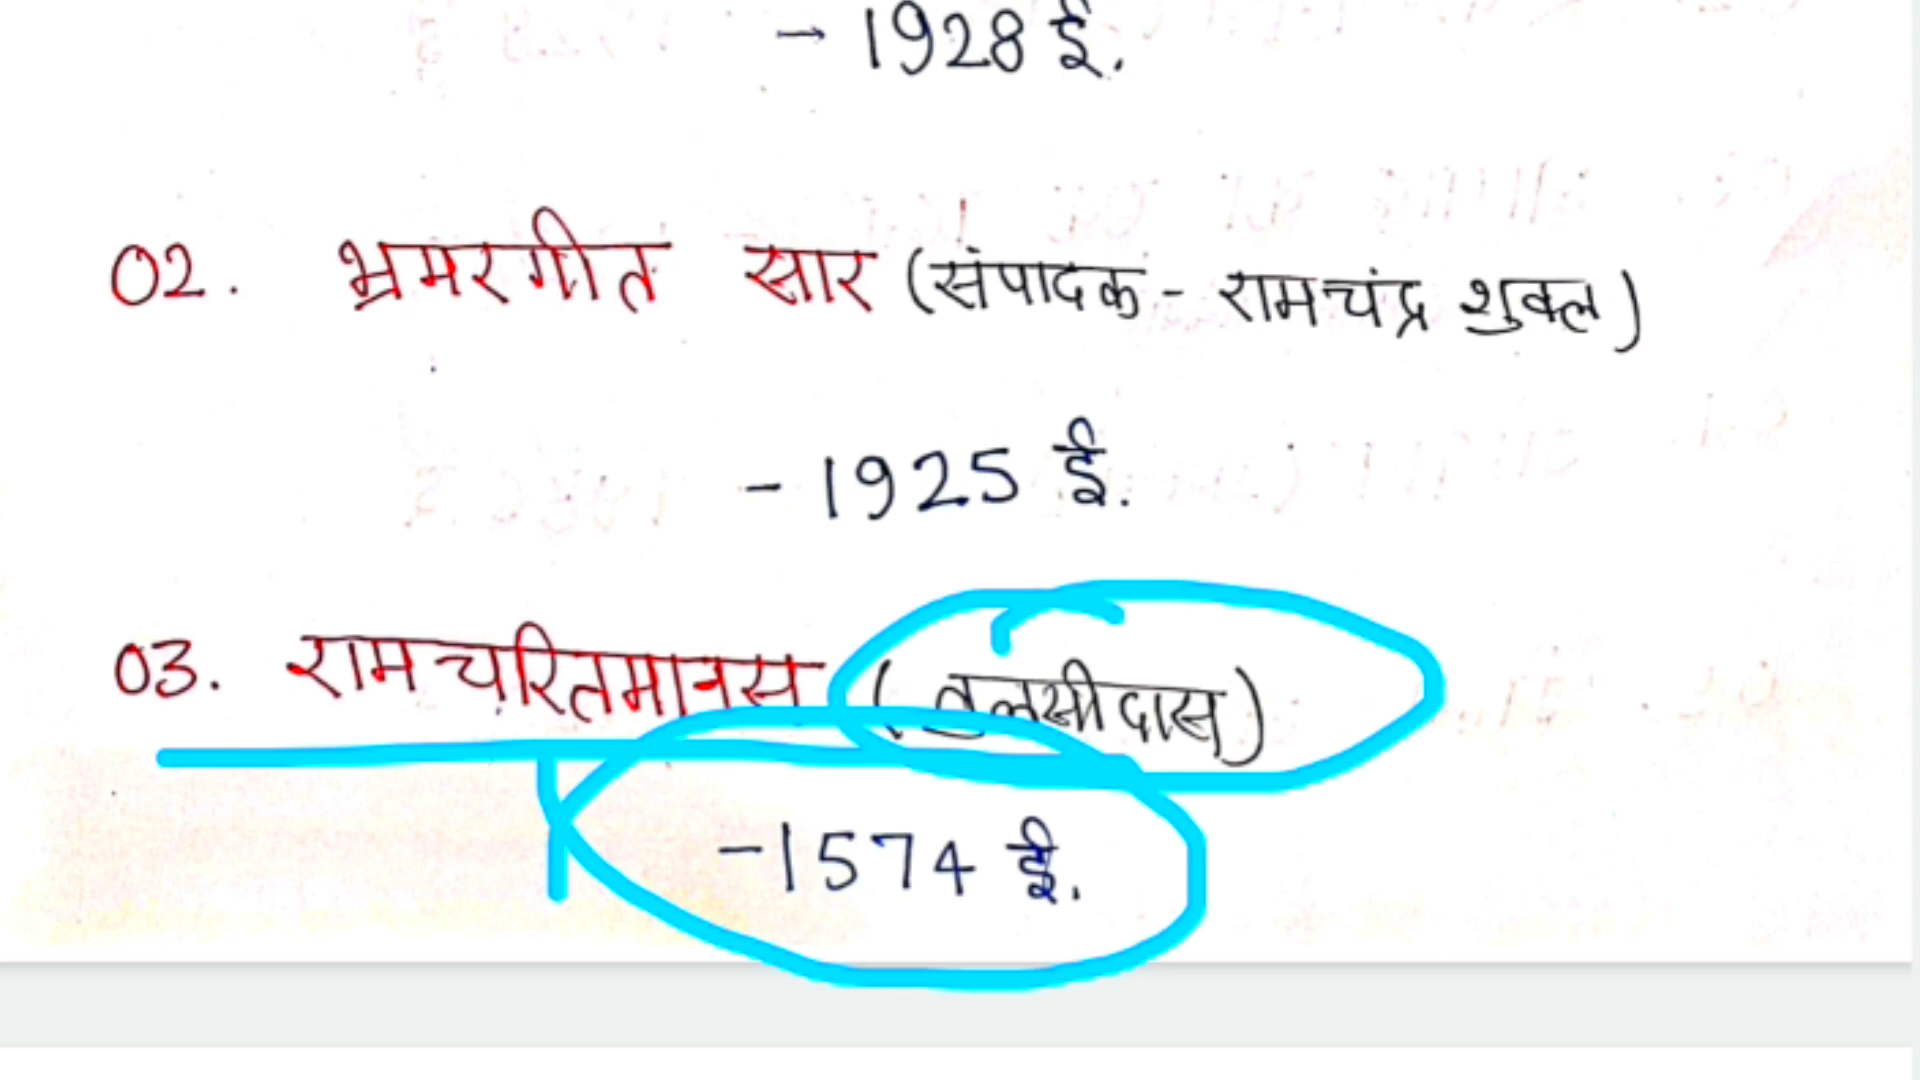 → 1928 ई.
02. भ्रमरगीत सार (संपादक - रामचंद्र शुक्ल)
- 1925 ई.
03. रामचरितमानस (तुलसीदास)
- 1574 ई.